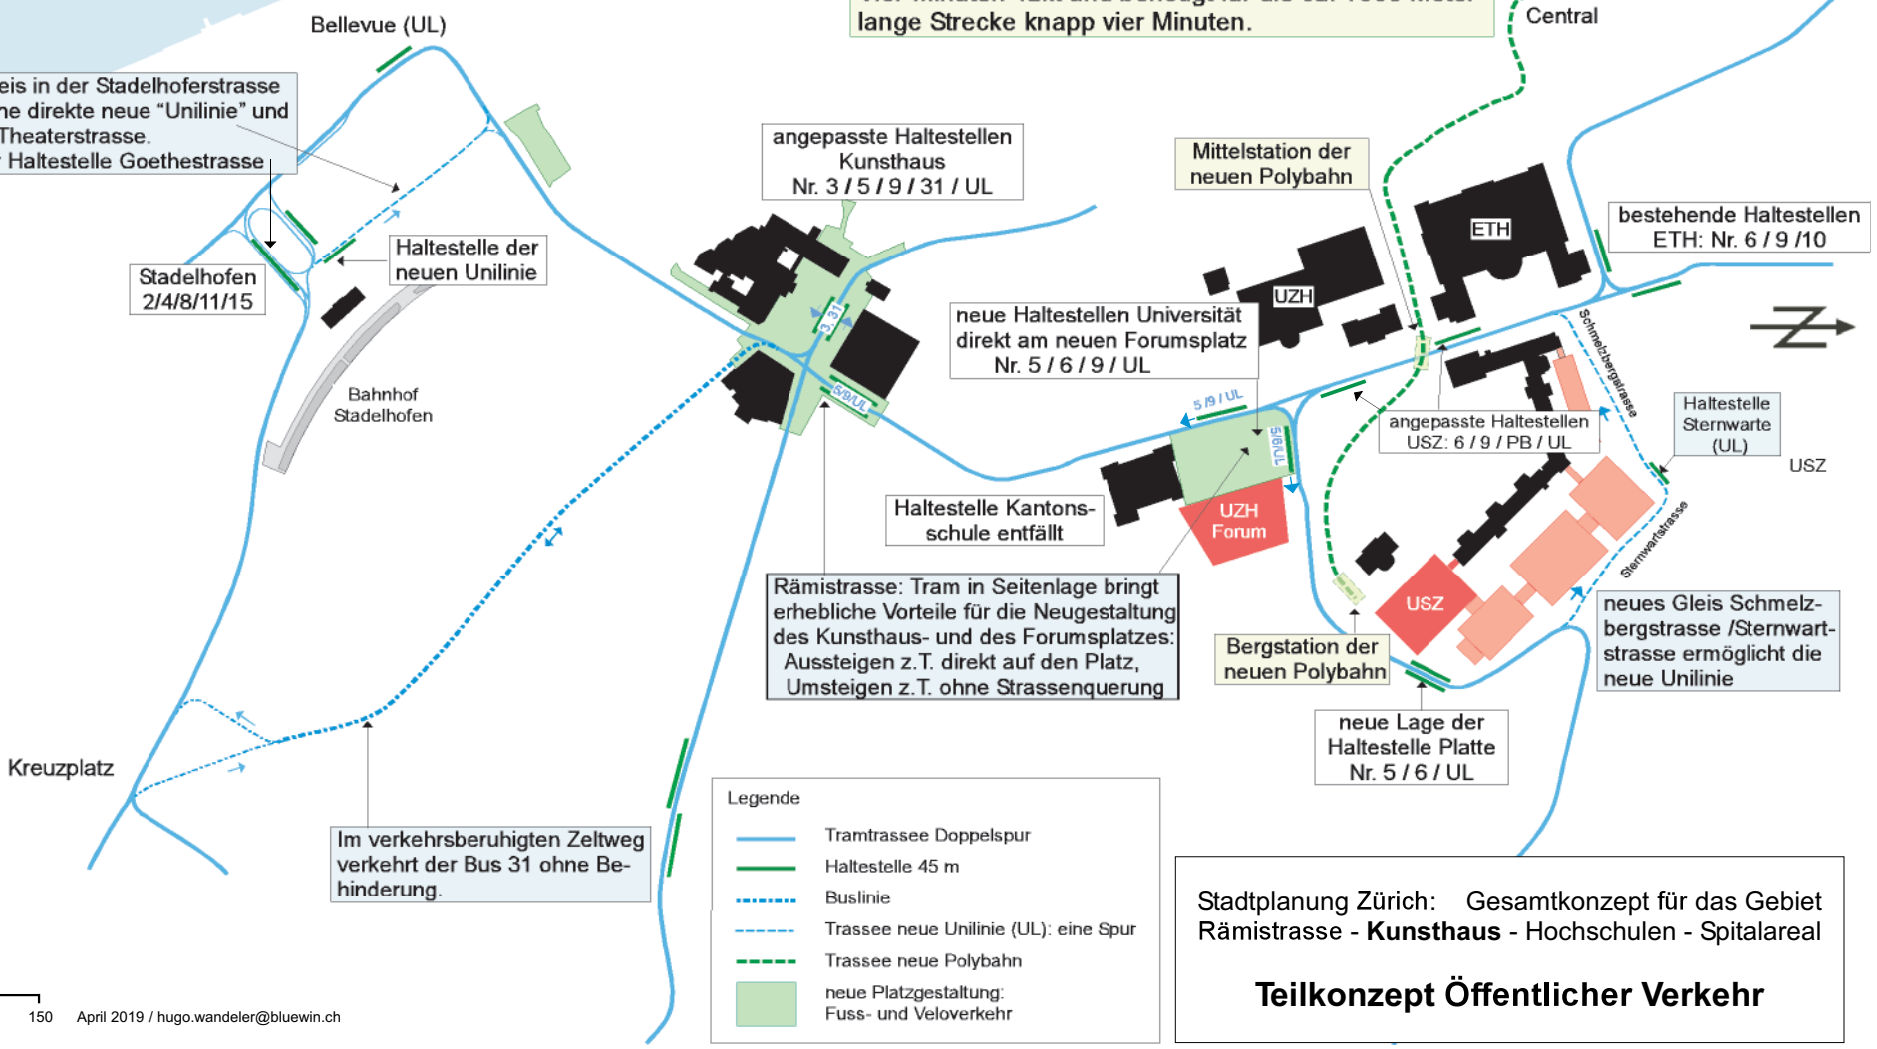 lange Strecke knapp vier Minuten.
Central
Bellevue (UL)
eis in der Stadelhoferstrasse
ne direkte neue “Unilinie” und
Theaterstrasse.
r Haltestelle Goethestrasse
angepasste Haltestellen
Kunsthaus
Nr. 3 / 5 / 9 / 31 / UL
Mittelstation der
neuen Polybahn
ETH
bestehende Haltestellen
ETH: Nr. 6 / 9 /10
Haltestelle der
neuen Unilinie
Stadelhofen
2/4/8/11/15
UZH
neue Haltestellen Universität
direkt am neuen Forumsplatz
Nr. 5 / 6 / 9 / UL
3, 31
5/9/UL
5 /9 / UL
5/6/UL
Schmelzbergstrasse
Bahnhof
Stadelhofen
angepasste Haltestellen
USZ: 6 / 9 / PB / UL
Haltestelle
Sternwarte
(UL)
USZ
Haltestelle Kantons-
schule entfällt
UZH
Forum
Sternwartstrasse
Rämistrasse: Tram in Seitenlage bringt
erhebliche Vorteile für die Neugestaltung
des Kunsthaus- und des Forumsplatzes:
Aussteigen z.T. direkt auf den Platz,
Umsteigen z.T. ohne Strassenquerung
USZ
neues Gleis Schmelz-
bergstrasse /Sternwart-
strasse ermöglicht die
neue Unilinie
Bergstation der
neuen Polybahn
neue Lage der
Haltestelle Platte
Nr. 5 / 6 / UL
Kreuzplatz
Im verkehrsberuhigten Zeltweg
verkehrt der Bus 31 ohne Be-
hinderung.
Legende
Tramtrassee Doppelspur
Haltestelle 45 m
Buslinie
Trassee neue Unilinie (UL): eine Spur
Trassee neue Polybahn
neue Platzgestaltung:
Fuss- und Veloverkehr
Stadtplanung Zürich: Gesamtkonzept für das Gebiet
Rämistrasse - Kunsthaus - Hochschulen - Spitalareal
Teilkonzept Öffentlicher Verkehr
150 April 2019 / hugo.wandeler@bluewin.ch